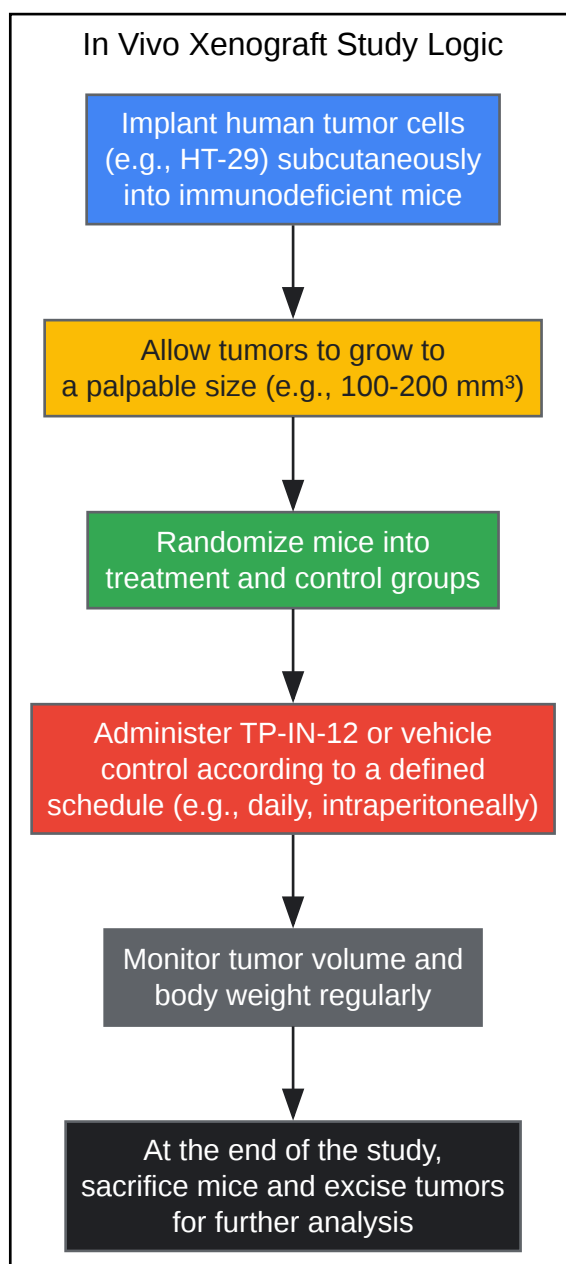 In Vivo Xenograft Study Logic
Implant human tumor cells
(e.g., HT-29) subcutaneously
into immunodeficient mice
Allow tumors to grow to
a palpable size (e.g., 100-200 mm³)
Randomize mice into
treatment and control groups
Administer TP-IN-12 or vehicle
control according to a defined
schedule (e.g., daily, intraperitoneally)
Monitor tumor volume and
body weight regularly
At the end of the study,
sacrifice mice and excise tumors
for further analysis